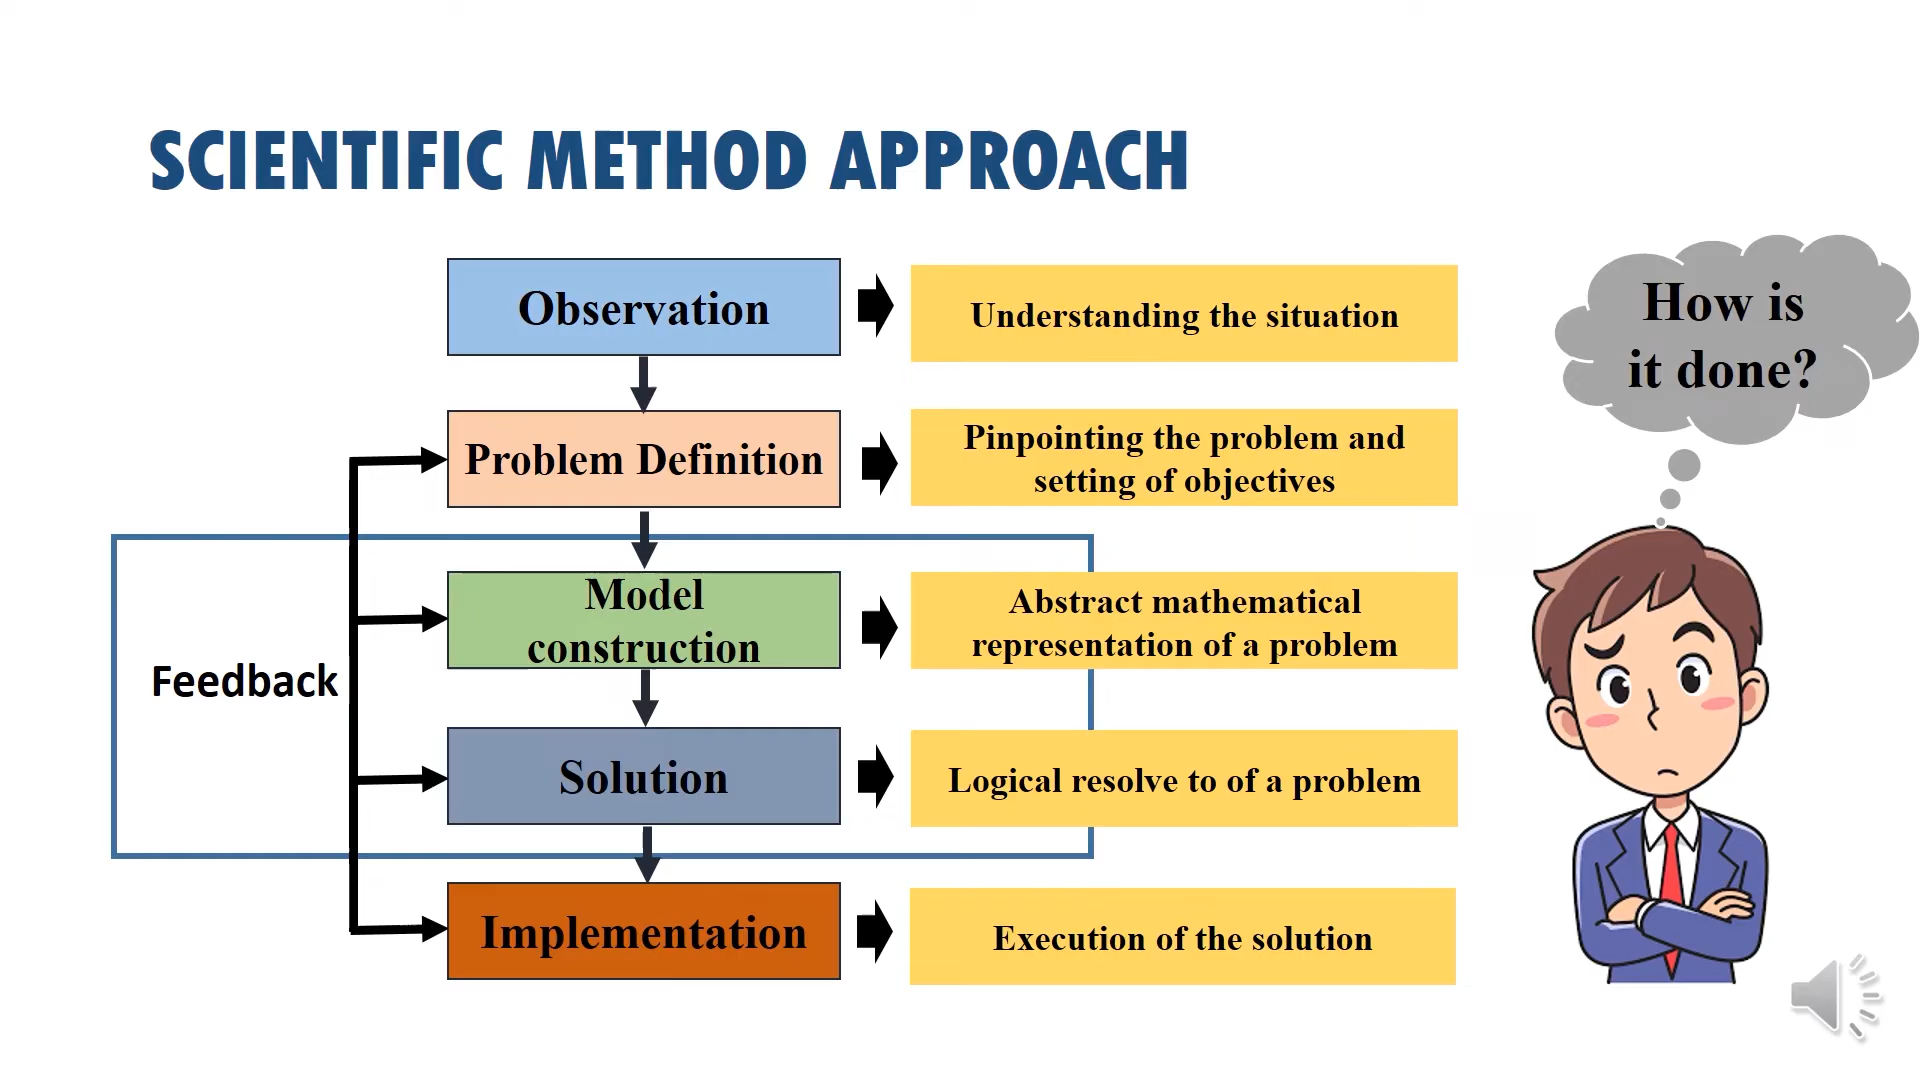 SCIENTIFIC METHOD APPROACH
Observation
Understanding the situation
How is
it done?
Problem Definition
Pinpointing the problem and
setting of objectives
Model
construction
Abstract mathematical
representation of a problem
Feedback
Solution
Logical resolve to of a problem
Implementation
Execution of the solution